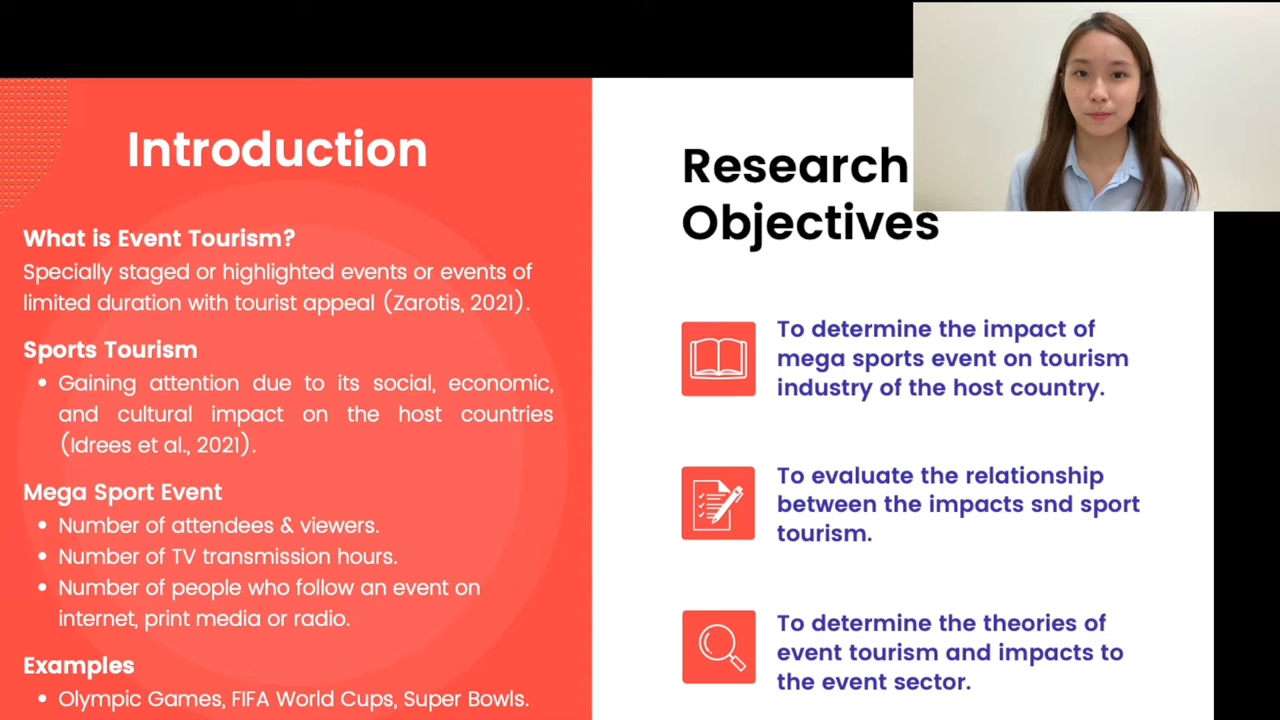 Introduction
What is Event Tourism?
Specially staged or highlighted events or events of
limited duration with tourist appeal (Zarotis, 2021).
Sports Tourism
• Gaining attention due to its social, economic,
and cultural impact on the host countries
(Idrees et al., 2021).
Mega Sport Event
• Number of attendees & viewers.
• Number of TV transmission hours.
• Number of people who follow an event on
internet, print media or radio.
Examples
• Olympic Games, FIFA World Cups, Super Bowls.
Research
Objectives
To determine the impact of
mega sports event on tourism
industry of the host country.
To evaluate the relationship
between the impacts snd sport
tourism.
To determine the theories of
event tourism and impacts to
the event sector.